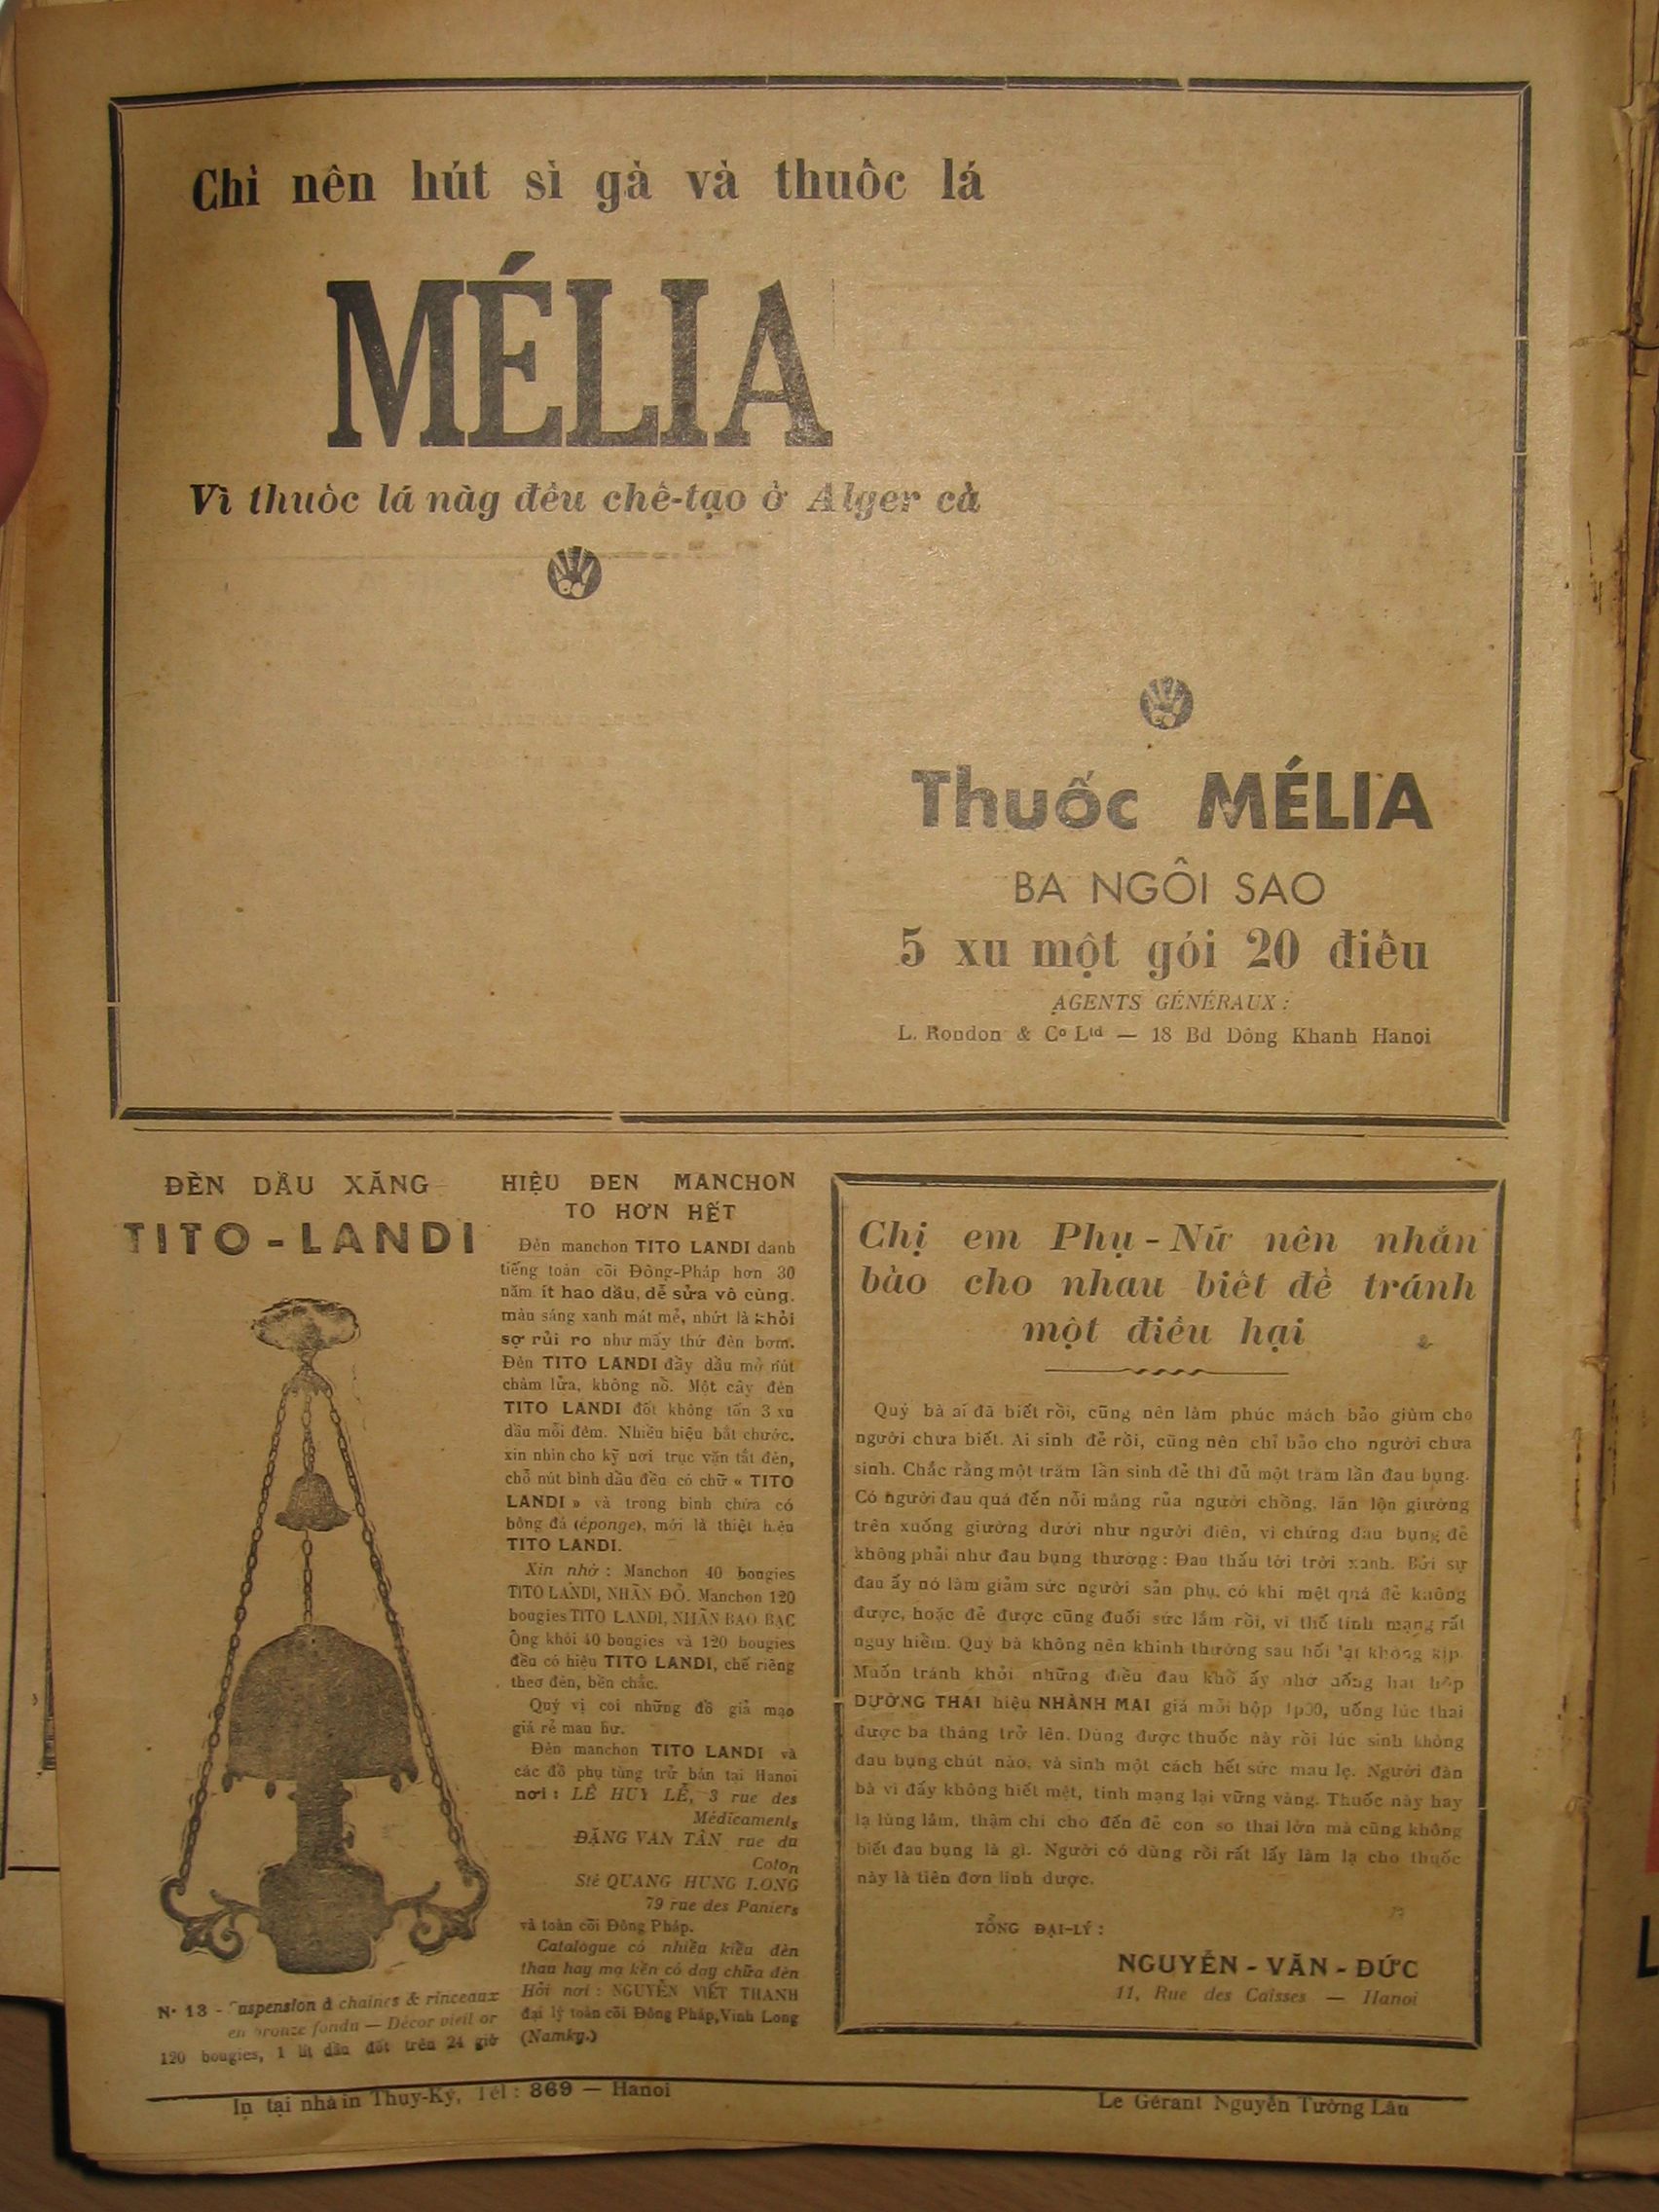 Chỉ nên hút sì gà và thuốc lá
MÉLIA
Vì thuốc lá này đều chế-tạo ở Alger cả
Thuốc MÉLIA
BA NGÔI SAO
5 xu một gói 20 điếu
AGENTS GÉNÉRAUX :
L. Rondon & Cº Ltd — 18 Bd Đông Khanh Hanoi
ĐÈN DẦU XĂNG
TITO - LANDI
Nº 13 - Suspension à chaines & rinceaux
en bronze fondu — Décor vieil or
120 bougies, 1 lít dầu đốt trên 24 giờ
HIỆU ĐEN MANCHON
TO HƠN HẾT
Đèn manchon TITO LANDI danh
tiếng toàn cõi Đông-Pháp hơn 30
năm ít hao dầu, dễ sửa vô cùng.
màu sáng xanh mát mẻ, nhứt là khỏi
sợ rủi ro như mấy thứ đèn bơm.
Đèn TITO LANDI đầy dầu mở nút
châm lửa, không nổ. Một cây đèn
TITO LANDI đốt không tốn 3 xu
dầu mỗi đêm. Nhiều hiệu bắt chước.
xin nhìn cho kỹ nơi trục vặn tắt đèn,
chỗ nút bình dầu đều có chữ « TITO
LANDI » và trong bình chứa có
bông đá (éponge), mới là thiệt hiệu
TITO LANDI.
Xin nhớ : Manchon 40 bougies
TITO LANDI, NHÃN ĐỎ. Manchon 120
bougies TITO LANDI, NHÃN BAO BẠC
Ống khói 40 bougies và 120 bougies
đều có hiệu TITO LANDI, chế riêng
theo đèn, bền chắc.
Quý vị coi những đồ giả mạo
giá rẻ mau hư.
Đèn manchon TITO LANDI và
các đồ phụ tùng trữ bán tại Hanoi
nơi : LÊ HUY LỄ, 3 rue des
Médicaments
ĐẶNG VAN TÂN rue du
Coton
Sté QUANG HUNG LONG
79 rue des Paniers
và toàn cõi Đông Pháp.
Catalogue có nhiều kiểu đèn
than hay mạ kền có dạy chữa đèn
Hỏi nơi : NGUYỄN VIẾT THANH
đại lý toàn cõi Đông Pháp, Vinh Long
(Namkỳ.)
Chị em Phụ - Nữ nên nhắn
bảo cho nhau biết để tránh
một điều hại
Quý bà ai đã biết rồi, cũng nên làm phúc mách bảo giùm cho
người chưa biết. Ai sinh đẻ rồi, cũng nên chỉ bảo cho người chưa
sinh. Chắc rằng một trăm lần sinh đẻ thì đủ một trăm lần đau bụng.
Có người đau quá đến nỗi mắng rủa người chồng, lăn lộn giường
trên xuống giường dưới như người điên, vì chứng đau bụng đẻ
không phải như đau bụng thường : Đau thấu tới trời xanh. Bởi sự
đau ấy nó làm giảm sức người sản phụ, có khi mệt quá đẻ không
được, hoặc đẻ được cũng đuối sức lắm rồi, vì thế tính mạng rất
nguy hiểm. Quý bà không nên khinh thường sau hối lại không kịp
Muốn tránh khỏi những điều đau khổ ấy nhớ uống hai hộp
DƯỠNG THAI hiệu NHÀNH MAI giá mỗi hộp uống lúc thai
được ba tháng trở lên. Dùng được thuốc này rồi lúc sinh không
đau bụng chút nào, và sinh một cách hết sức mau lẹ. Người đàn
bà vì đấy không biết mệt, tính mạng lại vững vàng. Thuốc này hay
lạ lùng lắm, thậm chí cho đến đẻ con so thai lớn mà cũng không
biết đau bụng là gì. Người có dùng rồi rất lấy làm lạ cho thuốc
này là tiên đơn linh dược.
TỔNG ĐẠI-LÝ :
NGUYỄN - VĂN - ĐỨC
11, Rue des Caisses — Hanoi
In tại nhà in Thuy-Ký, Tél : 869 — Hanoi
Le Gérant Nguyễn Tường Lân